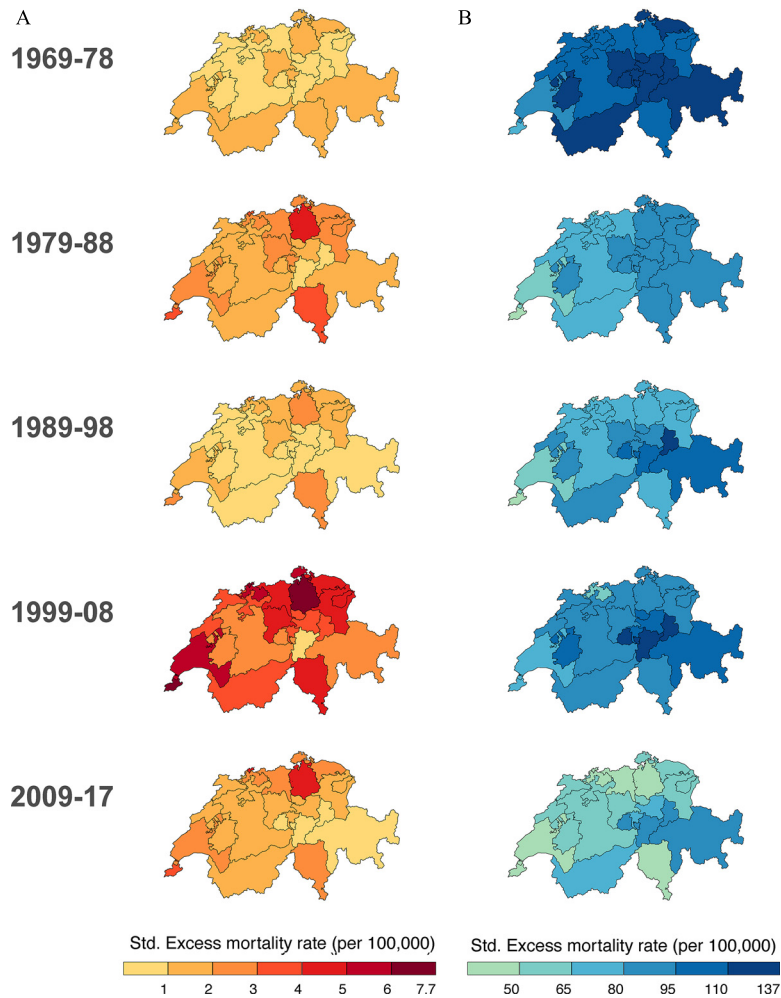 A
B
1969-78
1979-88
1989-98
1999-08
2009-17
Std. Excess mortality rate (per 100,000)
Std. Excess mortality rate (per 100,000)
1 2 3 4 5 6 7.7
50 65 80 95 110 137